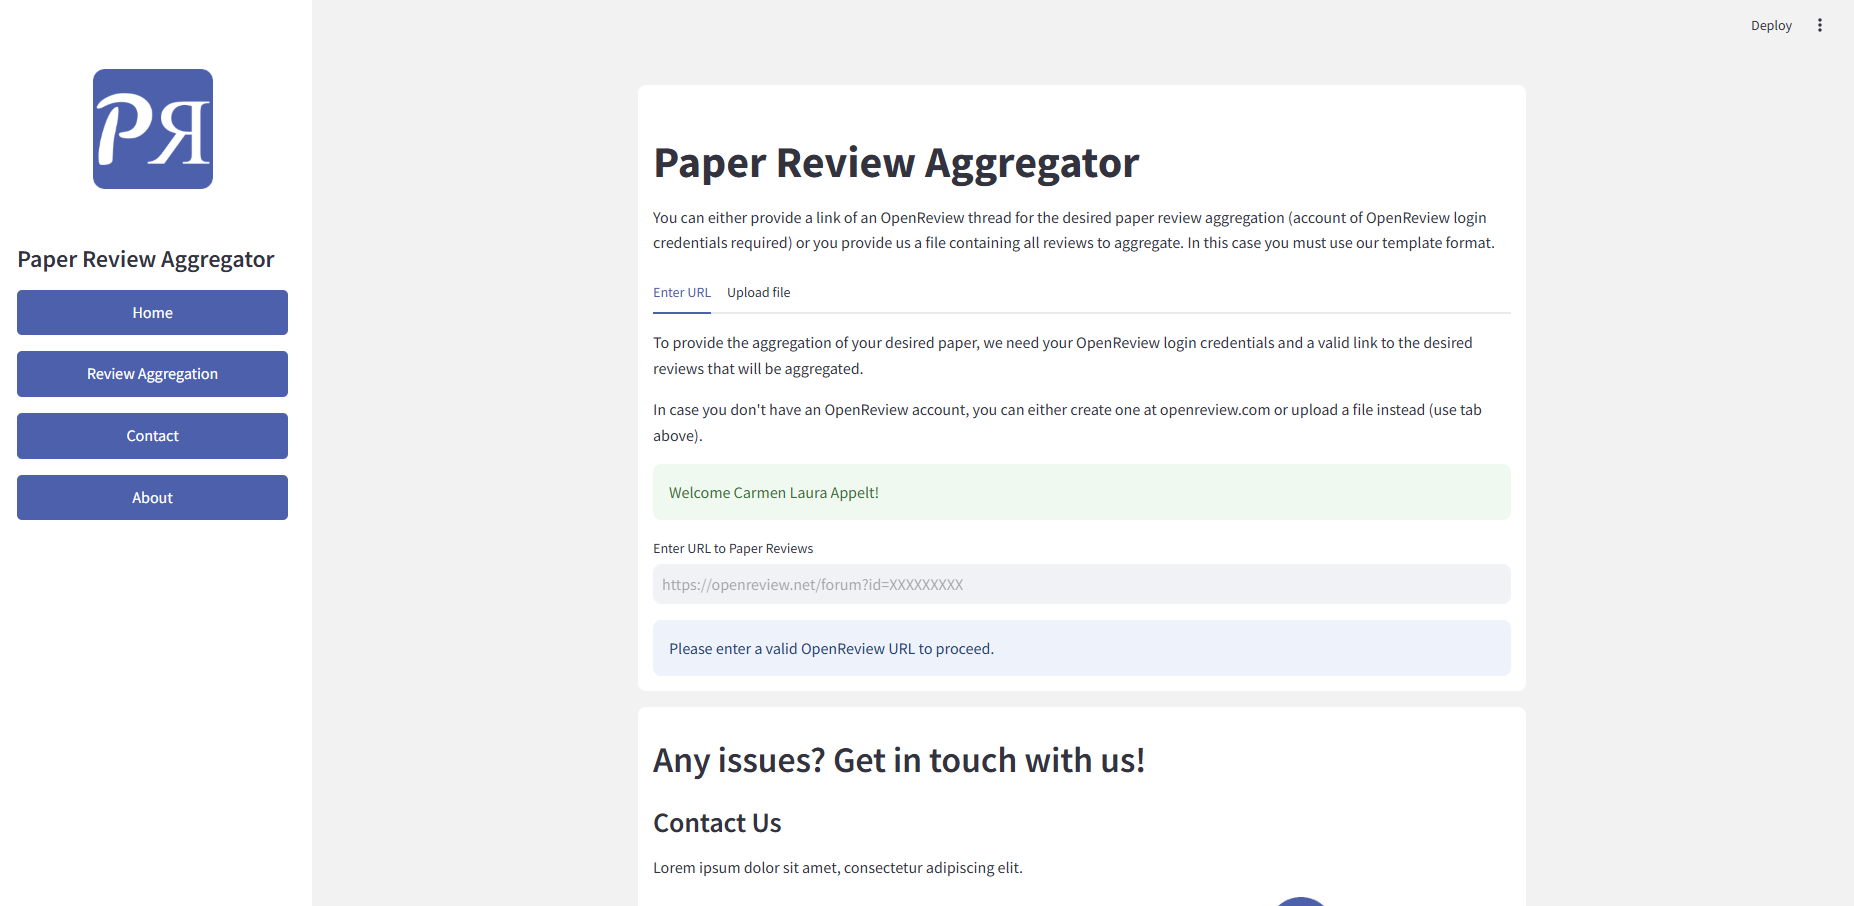 Deploy
PЯ
Paper Review Aggregator
Home
Review Aggregation
Contact
About
Paper Review Aggregator
You can either provide a link of an OpenReview thread for the desired paper review aggregation (account of OpenReview login
credentials required) or you provide us a file containing all reviews to aggregate. In this case you must use our template format.
Enter URL Upload file
To provide the aggregation of your desired paper, we need your OpenReview login credentials and a valid link to the desired
reviews that will be aggregated.
In case you don't have an OpenReview account, you can either create one at openreview.com or upload a file instead (use tab
above).
Welcome Carmen Laura Appelt!
Enter URL to Paper Reviews
https://openreview.net/forum?id=XXXXXXXXX
Please enter a valid OpenReview URL to proceed.
Any issues? Get in touch with us!
Contact Us
Lorem ipsum dolor sit amet, consectetur adipiscing elit.